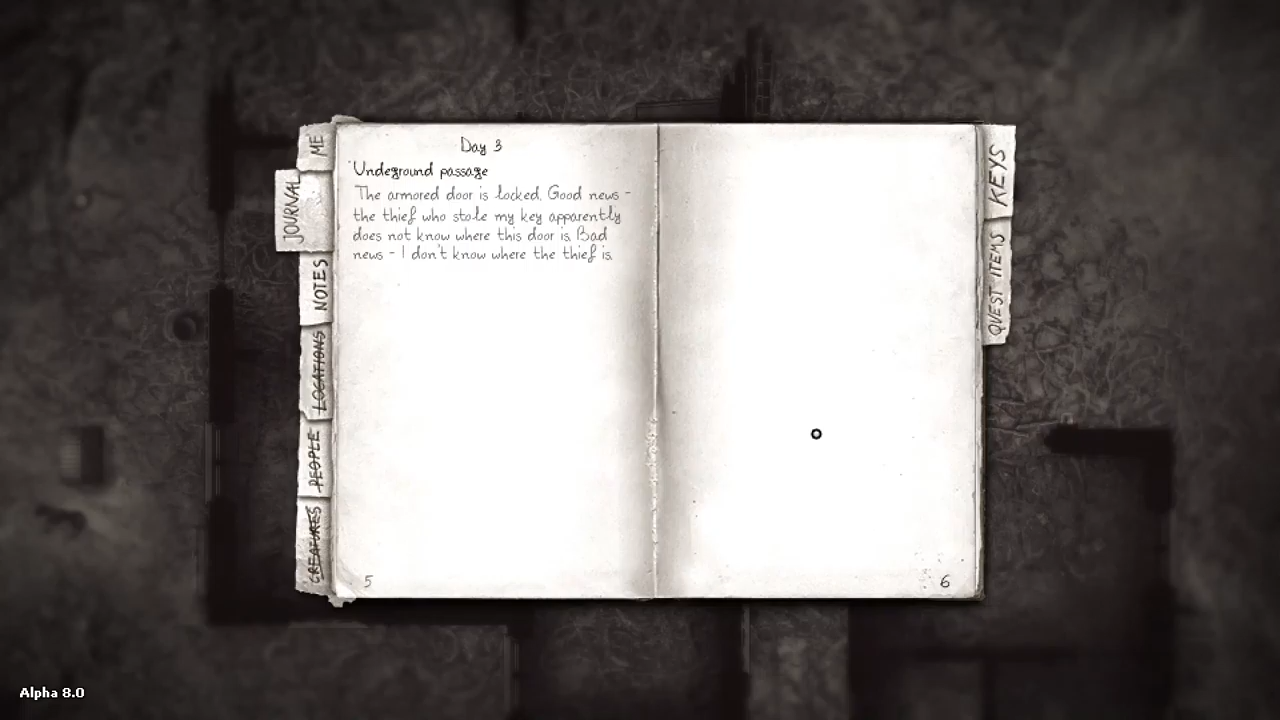 Day 3
Undeground passage
The armored door is locked. Good news -
the thief who stole my key apparently
does not know where this door is. Bad
news - I don't know where the thief is.
5
6
ME
JOURNAL
NOTES
LOCATIONS
PEOPLE
CREATURES
KEYS
QUEST ITEMS
Alpha 8.0